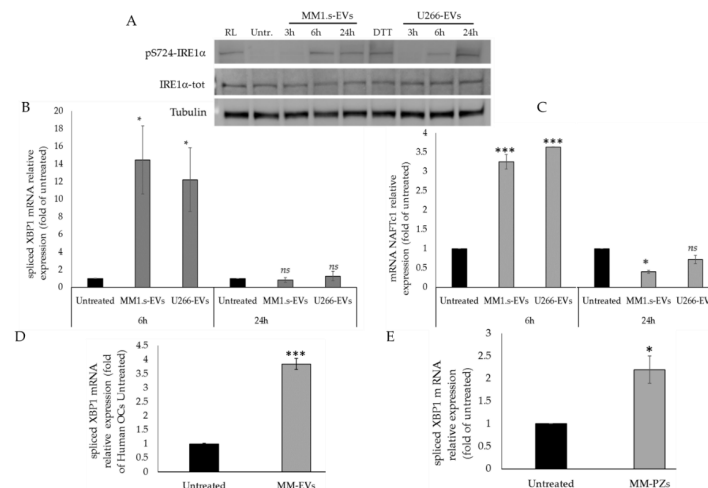 A
MM1.s-EVs U266-EVs
RL Untr. 3h 6h 24h DTT 3h 6h 24h
pS724-IRE1α
IRE1α-tot
Tubulin
B
spliced XBP1 mRNA relative
expression (fold of untreated)
20
18
16
14
12
10
8
6
4
2
0
* *
ns ns
Untreated MM1.s-EVs U266-EVs Untreated MM1.s-EVs U266-EVs
6h 24h
C
mRNA NAFTc1 relative
expression (fold of untreated)
4
3.5
3
2.5
2
1.5
1
0.5
0
*** ***
* ns
Untreated MM1.s-EVs U266-EVs Untreated MM1.s-EVs U266-EVs
6h 24h
D
spliced XBP1 mRNA
relative expression (fold
of Human OCs Untreated)
4.5
4
3.5
3
2.5
2
1.5
1
0.5
0
***
Untreated MM-EVs
E
spliced XBP1 m RNA
relative expression
(fold of untreated)
3
2.5
2
1.5
1
0.5
0
*
Untreated MM-PZs